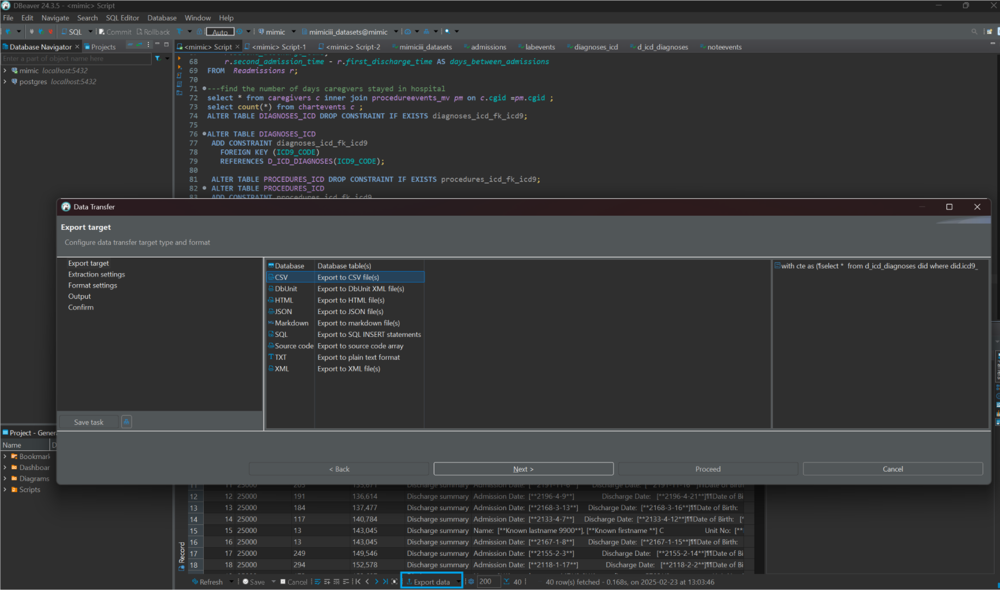 DBeaver 24.3.5 - <mimic> Script
File Edit Navigate Search SQL Editor Database Window Help
SQL Commit Rollback Auto mimic mimiciii_datasets@mimic
Database Navigator Projects <mimic> Script <mimic> Script-1 <mimic> Script-2 mimiciii_datasets admissions labevents diagnoses_icd d_icd_diagnoses noteevents
Enter a part of object name here
mimic localhost:5432
postgres localhost:5432
68 r.second_admission_time - r.first_discharge_time AS days_between_admissions
69 FROM Readmissions r;
70
71 ---find the number of days caregvers stayed in hospital
72 select * from caregivers c inner join procedureevents_mv pm on c.cgid =pm.cgid ;
73 select count(*) from chartevents c ;
74 ALTER TABLE DIAGNOSES_ICD DROP CONSTRAINT IF EXISTS diagnoses_icd_fk_icd9;
75
76 ALTER TABLE DIAGNOSES_ICD
77 ADD CONSTRAINT diagnoses_icd_fk_icd9
78 FOREIGN KEY (ICD9_CODE)
79 REFERENCES D_ICD_DIAGNOSES(ICD9_CODE);
80
81 ALTER TABLE PROCEDURES_ICD DROP CONSTRAINT IF EXISTS procedures_icd_fk_icd9;
82 ALTER TABLE PROCEDURES_ICD
83 ADD CONSTRAINT procedures_icd_fk_icd9
Data Transfer
Export target
Configure data transfer target type and format
Export target
Extraction settings
Format settings
Output
Confirm
Database Database table(s)
CSV Export to CSV file(s)
DbUnit Export to DbUnit XML file(s)
HTML Export to HTML file(s)
JSON Export to JSON file(s)
Markdown Export to markdown file(s)
SQL Export to SQL INSERT statements
Source code Export to source code array
TXT Export to plain text format
XML Export to XML file(s)
with cte as (¶select * from d_icd_diagnoses did where did.icd9_
Save task
< Back Next > Proceed Cancel
Project - Gener
Name D
Bookmark
Dashboar
Diagrams
Scripts
12 12 25000 191 136,614 Discharge summary Admission Date: [**2196-4-9**] Discharge Date: [**2196-4-21**]¶¶Date of Bi
13 13 25000 184 137,477 Discharge summary Admission Date: [**2168-3-13**] Discharge Date: [**2168-3-16**]¶¶Date of Birth:
14 14 25000 117 140,784 Discharge summary Admission Date: [**2133-4-7**] Discharge Date: [**2133-4-12**]¶¶Date of Birth: [*
15 15 25000 13 143,045 Discharge summary Name: [**Known lastname 9900**], [**Known firstname **] C Unit No: [**
16 16 25000 13 143,045 Discharge summary Admission Date: [**2167-1-8**] Discharge Date: [**2167-1-15**]¶¶Date of Birth:
17 17 25000 249 149,546 Discharge summary Admission Date: [**2155-2-3**] Discharge Date: [**2155-2-14**]¶¶Date of Bi
18 18 25000 294 152,578 Discharge summary Admission Date: [**2118-1-17**] Discharge Date: [**2118-2-2**]¶¶Date of Bi
Record
Refresh Save Cancel Export data 200 40 40 row(s) fetched - 0.168s, on 2025-02-23 at 13:03:46